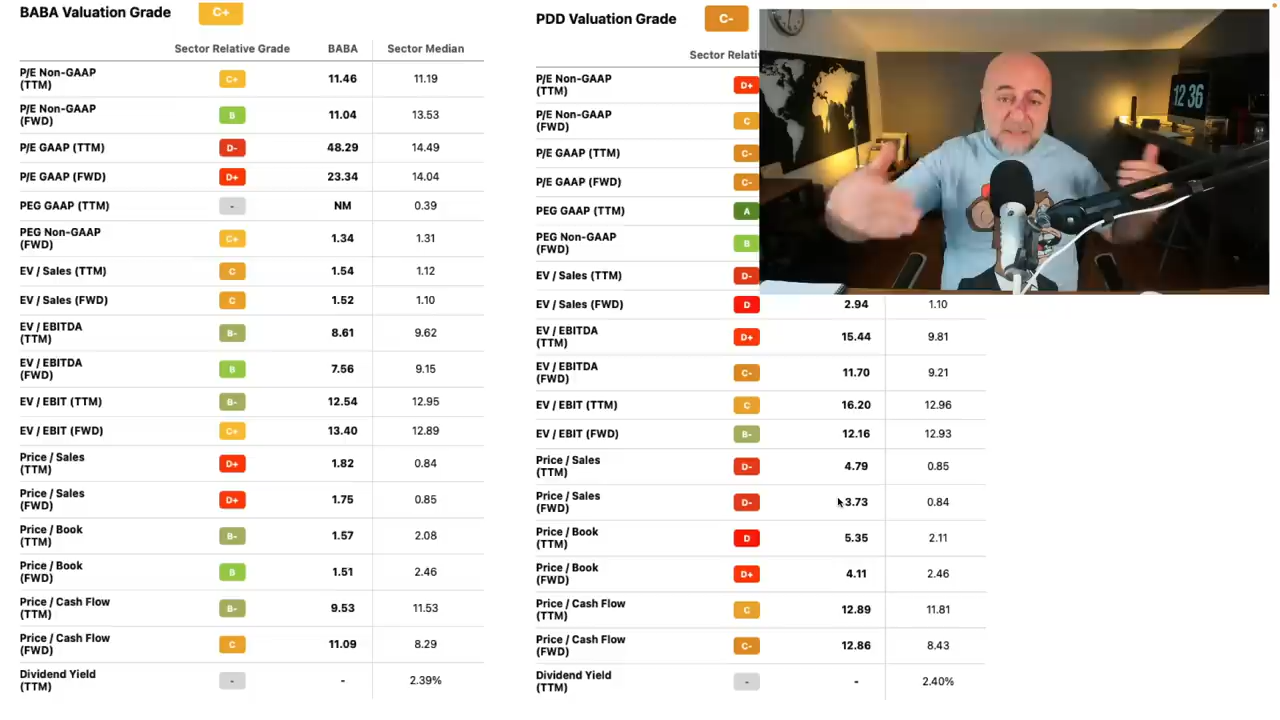 BABA Valuation Grade C+
Sector Relative Grade BABA Sector Median
P/E Non-GAAP (TTM) C+ 11.46 11.19
P/E Non-GAAP (FWD) B 11.04 13.53
P/E GAAP (TTM) D- 48.29 14.49
P/E GAAP (FWD) D+ 23.34 14.04
PEG GAAP (TTM) - NM 0.39
PEG Non-GAAP (FWD) C+ 1.34 1.31
EV / Sales (TTM) C 1.54 1.12
EV / Sales (FWD) C 1.52 1.10
EV / EBITDA (TTM) B- 8.61 9.62
EV / EBITDA (FWD) B 7.56 9.15
EV / EBIT (TTM) B- 12.54 12.95
EV / EBIT (FWD) C+ 13.40 12.89
Price / Sales (TTM) D+ 1.82 0.84
Price / Sales (FWD) D+ 1.75 0.85
Price / Book (TTM) B- 1.57 2.08
Price / Book (FWD) B 1.51 2.46
Price / Cash Flow (TTM) B- 9.53 11.53
Price / Cash Flow (FWD) C 11.09 8.29
Dividend Yield (TTM) - - 2.39%
PDD Valuation Grade C-
Sector Relati
P/E Non-GAAP (TTM) D+
P/E Non-GAAP (FWD) C
P/E GAAP (TTM) C-
P/E GAAP (FWD) C-
PEG GAAP (TTM) A
PEG Non-GAAP (FWD) B
EV / Sales (TTM) D-
EV / Sales (FWD) D 2.94 1.10
EV / EBITDA (TTM) D+ 15.44 9.81
EV / EBITDA (FWD) C- 11.70 9.21
EV / EBIT (TTM) C 16.20 12.96
EV / EBIT (FWD) B- 12.16 12.93
Price / Sales (TTM) D- 4.79 0.85
Price / Sales (FWD) D- 3.73 0.84
Price / Book (TTM) D 5.35 2.11
Price / Book (FWD) D+ 4.11 2.46
Price / Cash Flow (TTM) C 12.89 11.81
Price / Cash Flow (FWD) C- 12.86 8.43
Dividend Yield (TTM) - - 2.40%
12 36